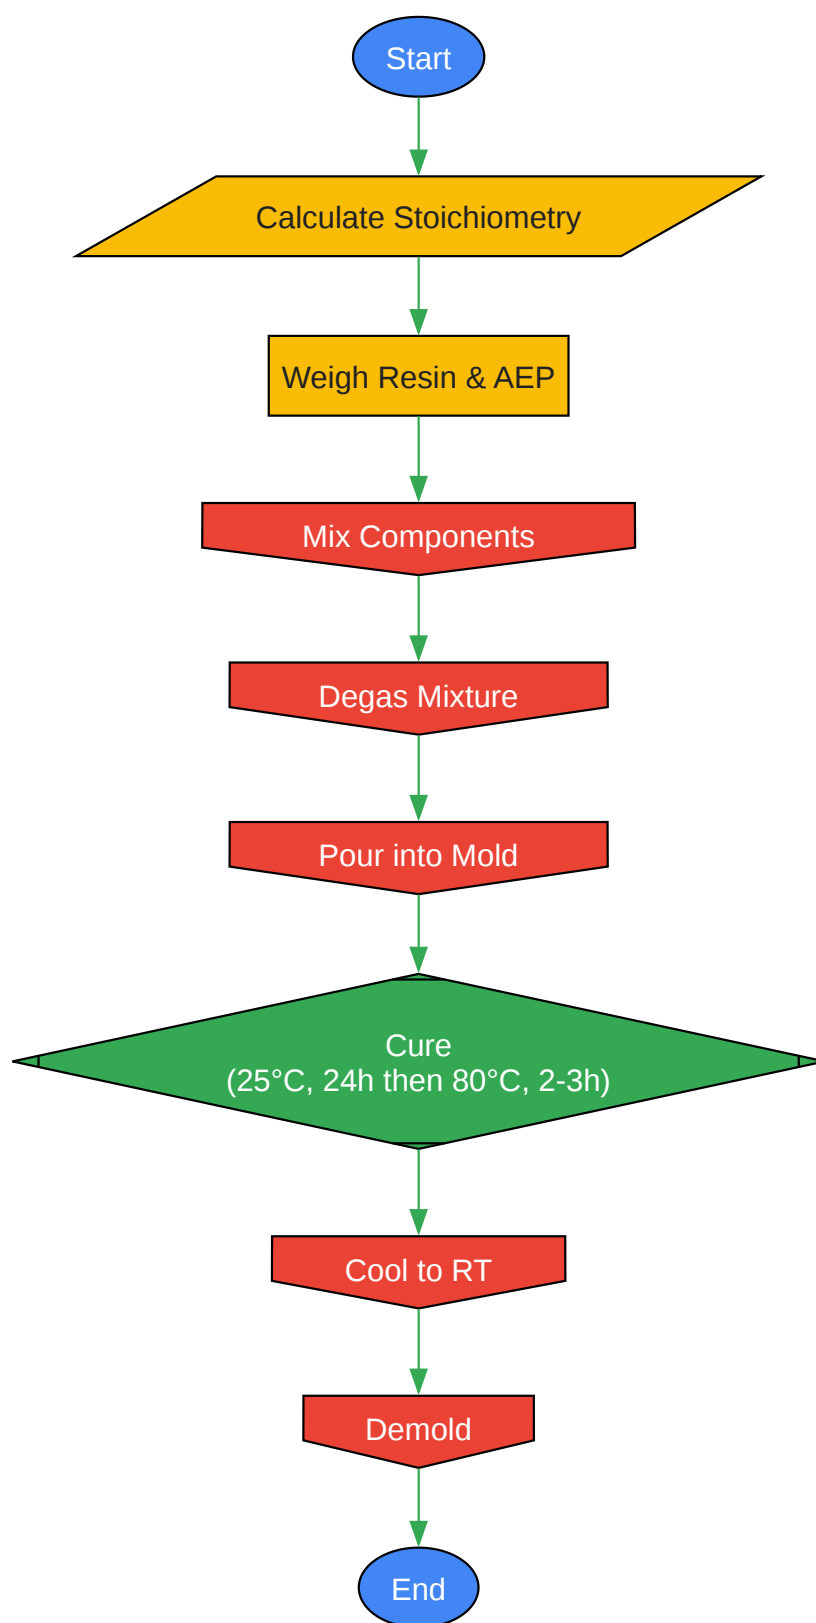 Start
Calculate Stoichiometry
Weigh Resin & AEP
Mix Components
Degas Mixture
Pour into Mold
Cure
(25°C, 24h then 80°C, 2-3h)
Cool to RT
Demold
End